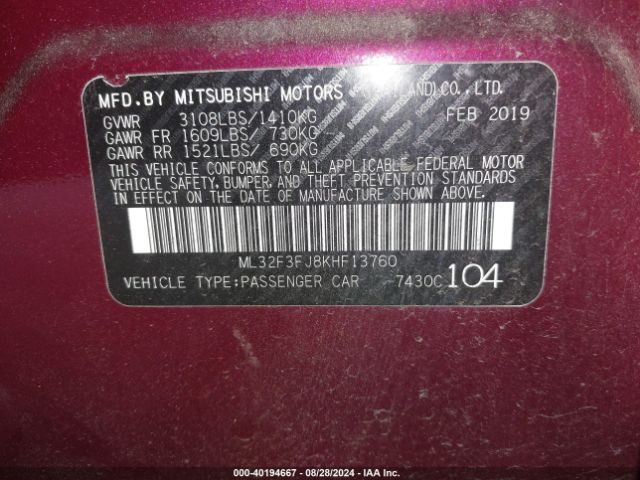 MFD.BY MITSUBISHI MOTORS CO.,LTD.
GVWR 3108LBS/1410KG FEB 2019
GAWR FR 1609LBS/ 730KG
GAWR RR 1521LBS/ 690KG
THIS VEHICLE CONFORMS TO ALL APPLICABLE FEDERAL MOTOR
VEHICLE SAFETY, BUMPER, AND THEFT PREVENTION STANDARDS
IN EFFECT ON THE DATE OF MANUFACTURE SHOWN ABOVE.
ML32F3FJ8KHF13760
VEHICLE TYPE:PASSENGER CAR 7430C 104
000-40194667 - 08/28/2024 - IAA Inc.